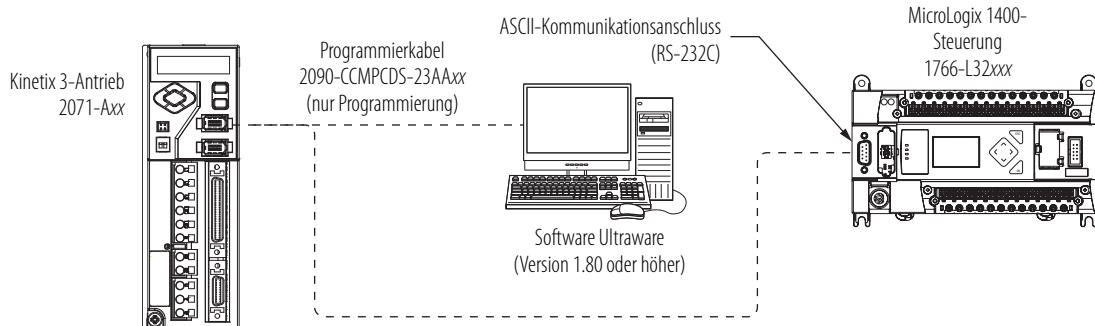 Kinetix 3-Antrieb
2071-Axx
Programmierkabel
2090-CCMPCDS-23AAxx
(nur Programmierung)
ASCII-Kommunikationsanschluss
(RS-232C)
MicroLogix 1400-
Steuerung
1766-L32xxx
Software Ultraware
(Version 1.80 oder höher)